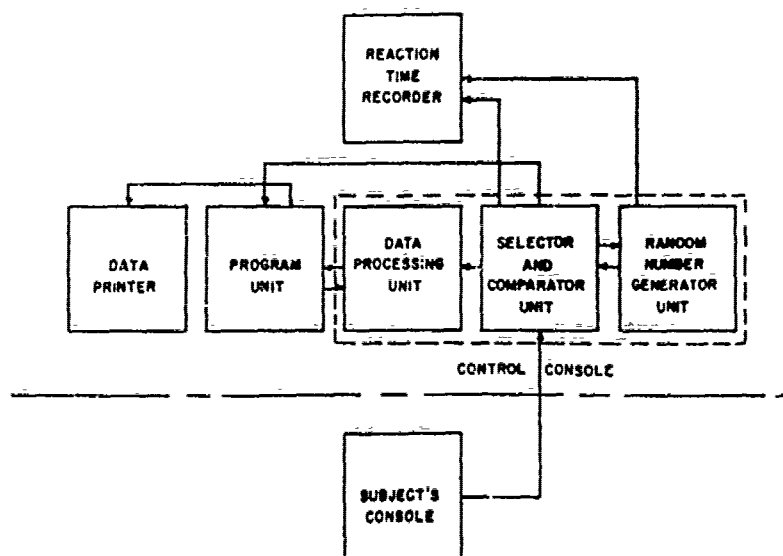 REACTION
TIME
RECORDER
DATA
PRINTER
PROGRAM
UNIT
DATA
PROCESSING
UNIT
SELECTOR
AND
COMPARATOR
UNIT
RANDOM
NUMBER
GENERATOR
UNIT
CONTROL CONSOLE
SUBJECT'S
CONSOLE